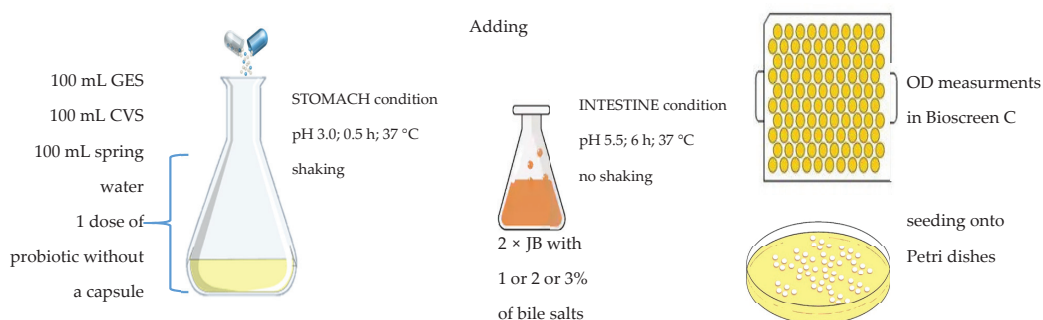 100 mL GES
100 mL CVS
100 mL spring
water
1 dose of
probiotic without
a capsule
STOMACH condition
pH 3.0; 0.5 h; 37 °C
shaking
Adding
2 × JB with
1 or 2 or 3%
of bile salts
INTESTINE condition
pH 5.5; 6 h; 37 °C
no shaking
OD measurments
in Bioscreen C
seeding onto
Petri dishes